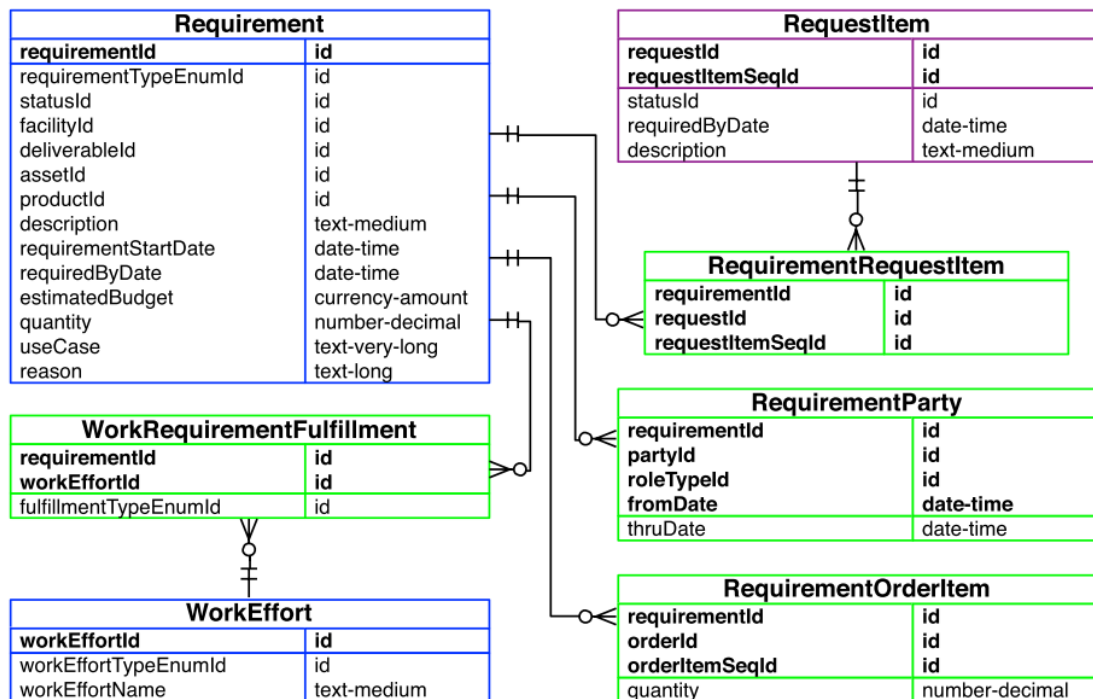 Requirement
requirementId id
requirementTypeEnumId id
statusId id
facilityId id
deliverableId id
assetId id
productId id
description text-medium
requirementStartDate date-time
requiredByDate date-time
estimatedBudget currency-amount
quantity number-decimal
useCase text-very-long
reason text-long
WorkRequirementFulfillment
requirementId id
workEffortId id
fulfillmentTypeEnumId id
WorkEffort
workEffortId id
workEffortTypeEnumId id
workEffortName text-medium
RequestItem
requestId id
requestItemSeqId id
statusId id
requiredByDate date-time
description text-medium
RequirementRequestItem
requirementId id
requestId id
requestItemSeqId id
RequirementParty
requirementId id
partyId id
roleTypeId id
fromDate date-time
thruDate date-time
RequirementOrderItem
requirementId id
orderId id
orderItemSeqId id
quantity number-decimal